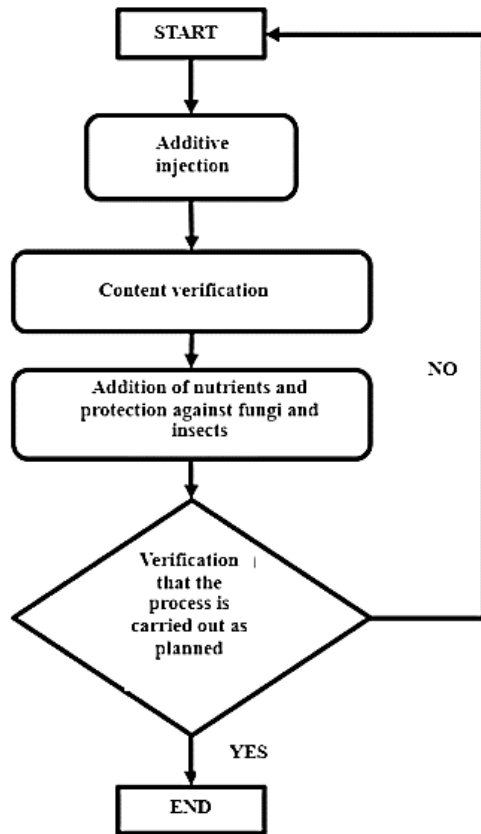 START
Additive
injection
Content verification
Addition of nutrients and
protection against fungi and
insects
NO
Verification
that the
process is
carried out as
planned
YES
END